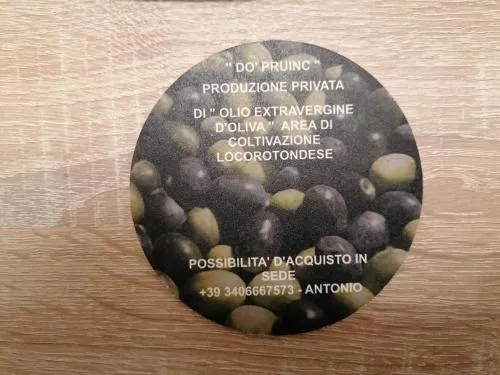 " DO' PRUINC "
PRODUZIONE PRIVATA
DI " OLIO EXTRAVERGINE
D'OLIVA " AREA DI
COLTIVAZIONE
LOCOROTONDESE
POSSIBILITA' D'ACQUISTO IN
SEDE
+39 3406667573 - ANTONIO